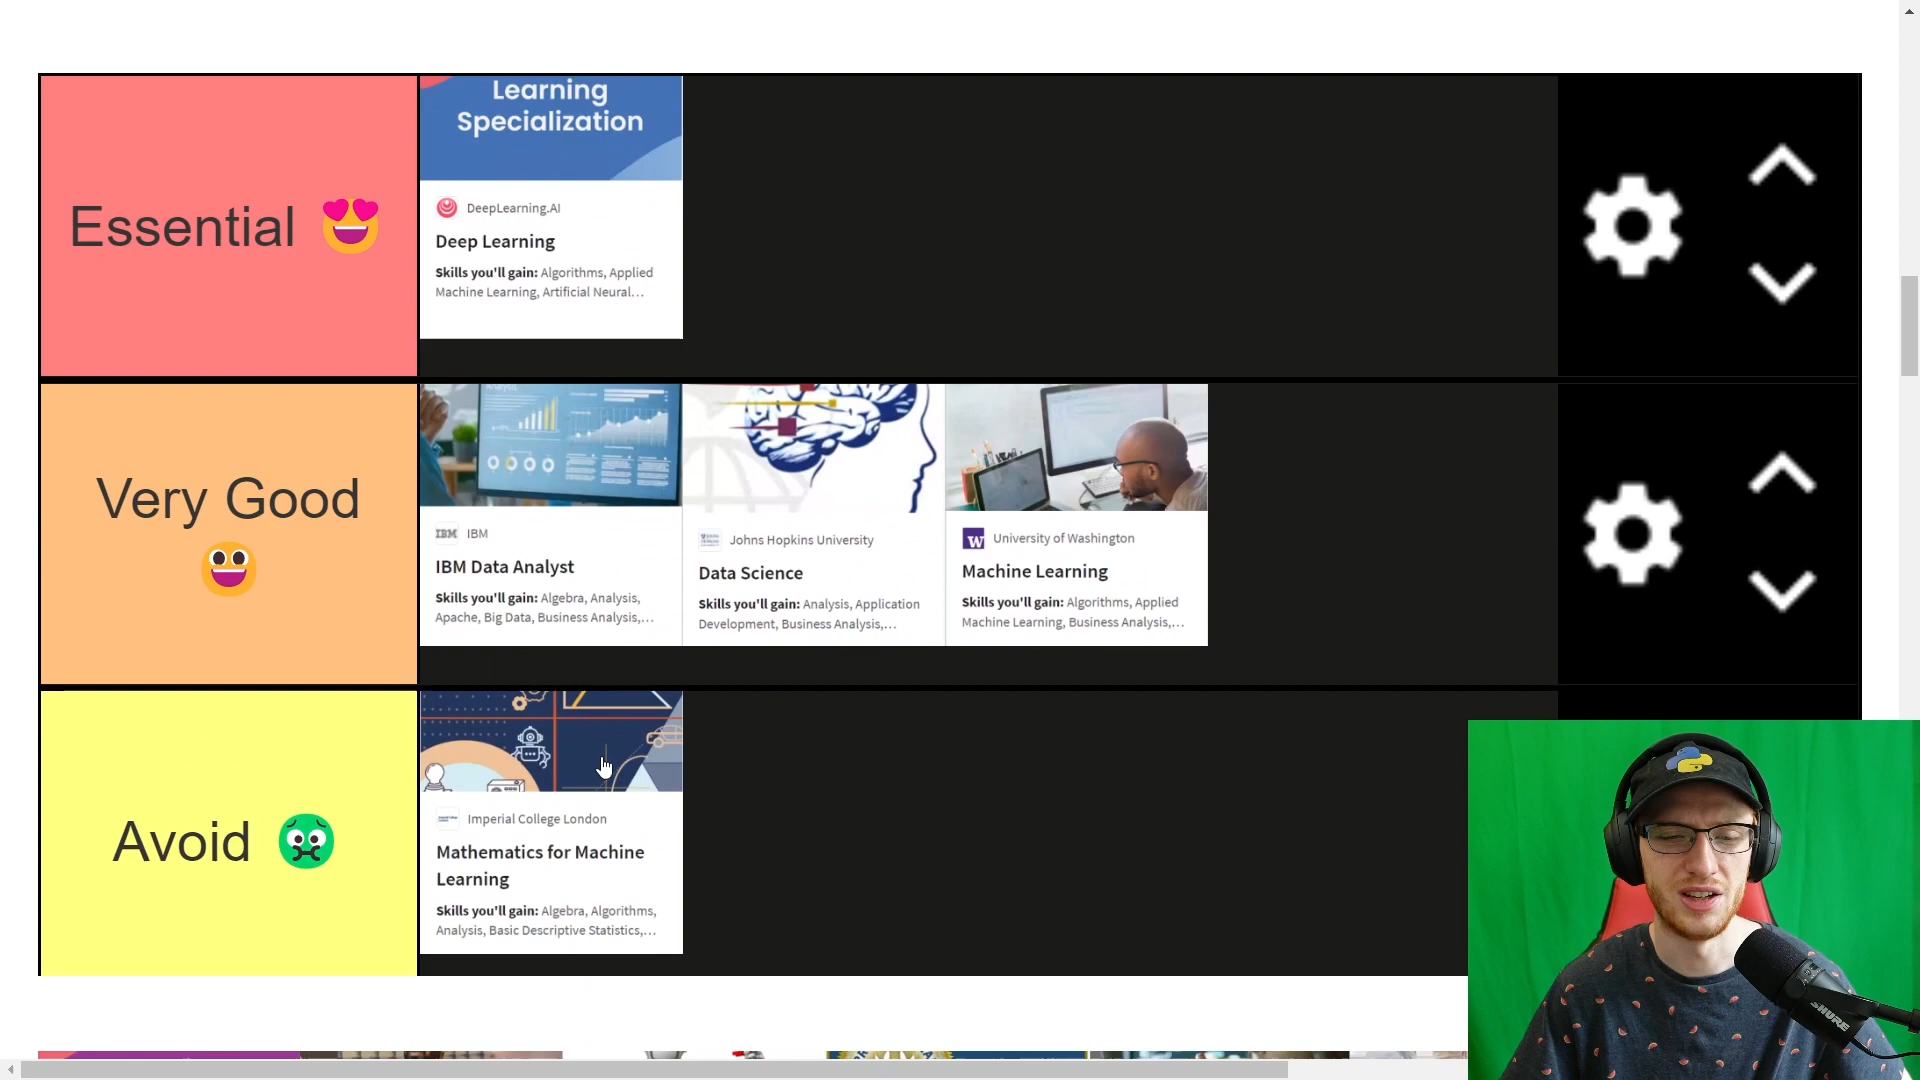 Learning
Specialization
Essential
DeepLearning.AI
Deep Learning
Skills you'll gain: Algorithms, Applied
Machine Learning, Artificial Neural...
Very Good
IBM IBM
IBM Data Analyst
Skills you'll gain: Algebra, Analysis,
Apache, Big Data, Business Analysis,...
Johns Hopkins University
Data Science
Skills you'll gain: Analysis, Application
Development, Business Analysis,...
W University of Washington
Machine Learning
Skills you'll gain: Algorithms, Applied
Machine Learning, Business Analysis,...
Avoid
Imperial College London
Mathematics for Machine
Learning
Skills you'll gain: Algebra, Algorithms,
Analysis, Basic Descriptive Statistics,...
SHURE